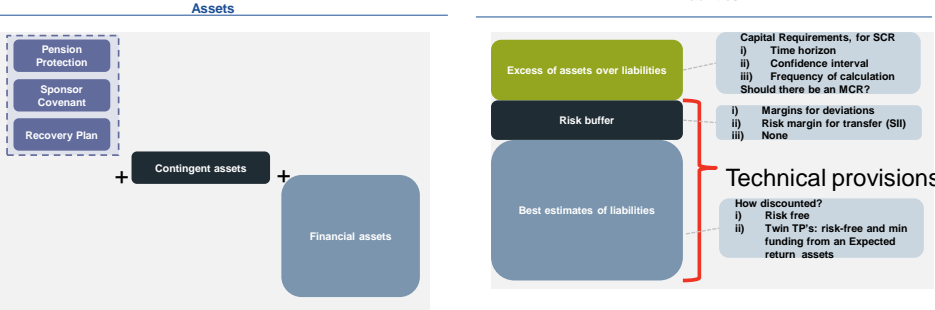 Assets
Pension
Protection
Sponsor
Covenant
Recovery Plan
+
Contingent assets
+
Financial assets
Excess of assets over liabilities
Risk buffer
Best estimates of liabilities
Capital Requirements, for SCR
i) Time horizon
ii) Confidence interval
iii) Frequency of calculation
Should there be an MCR?
i) Margins for deviations
ii) Risk margin for transfer (SII)
iii) None
Technical provisions
How discounted?
i) Risk free
ii) Twin TP's: risk-free and min
funding from an Expected
return assets